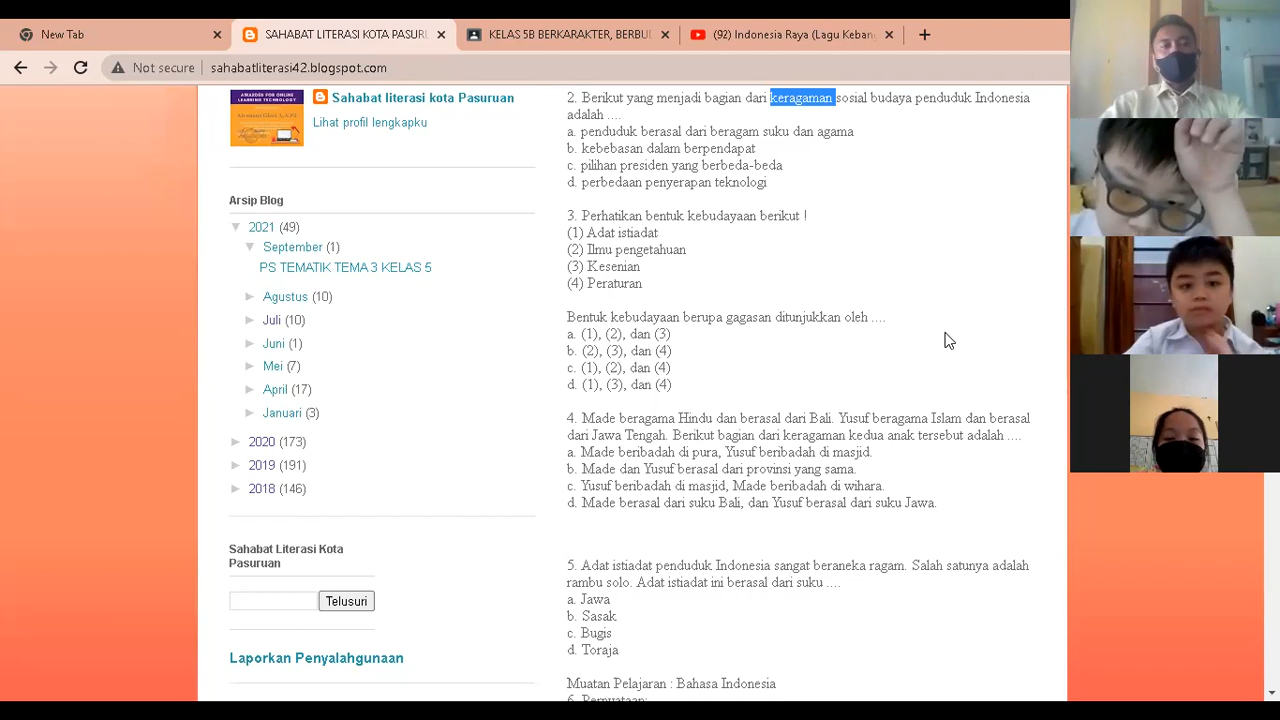 New Tab
SAHABAT LITERASI KOTA PASURU
KELAS 5B BERKARAKTER, BERBU
(92) Indonesia Raya (Lagu Kebang
Not secure
sahabatliterasi42.blogspot.com
Sahabat literasi kota Pasuruan
Lihat profil lengkapku
Arsip Blog
2021 (49)
September (1)
PS TEMATIK TEMA 3 KELAS 5
Agustus (10)
Juli (10)
Juni (1)
Mei (7)
April (17)
Januari (3)
2020 (173)
2019 (191)
2018 (146)
Sahabat Literasi Kota
Pasuruan
Telusuri
Laporkan Penyalahgunaan
2. Berikut yang menjadi bagian dari keragaman sosial budaya penduduk Indonesia
adalah ....
a. penduduk berasal dari beragam suku dan agama
b. kebebasan dalam berpendapat
c. pilihan presiden yang berbeda-beda
d. perbedaan penyerapan teknologi
3. Perhatikan bentuk kebudayaan berikut !
(1) Adat istiadat
(2) Ilmu pengetahuan
(3) Kesenian
(4) Peraturan
Bentuk kebudayaan berupa gagasan ditunjukkan oleh ....
a. (1), (2), dan (3)
b. (2), (3), dan (4)
c. (1), (2), dan (4)
d. (1), (3), dan (4)
4. Made beragama Hindu dan berasal dari Bali. Yusuf beragama Islam dan berasal
dari Jawa Tengah. Berikut bagian dari keragaman kedua anak tersebut adalah ....
a. Made beribadah di pura, Yusuf beribadah di masjid.
b. Made dan Yusuf berasal dari provinsi yang sama.
c. Yusuf beribadah di masjid, Made beribadah di wihara.
d. Made berasal dari suku Bali, dan Yusuf berasal dari suku Jawa.
5. Adat istiadat penduduk Indonesia sangat beraneka ragam. Salah satunya adalah
rambu solo. Adat istiadat ini berasal dari suku ....
a. Jawa
b. Sasak
c. Bugis
d. Toraja
Muatan Pelajaran : Bahasa Indonesia
6. Pernyataan: